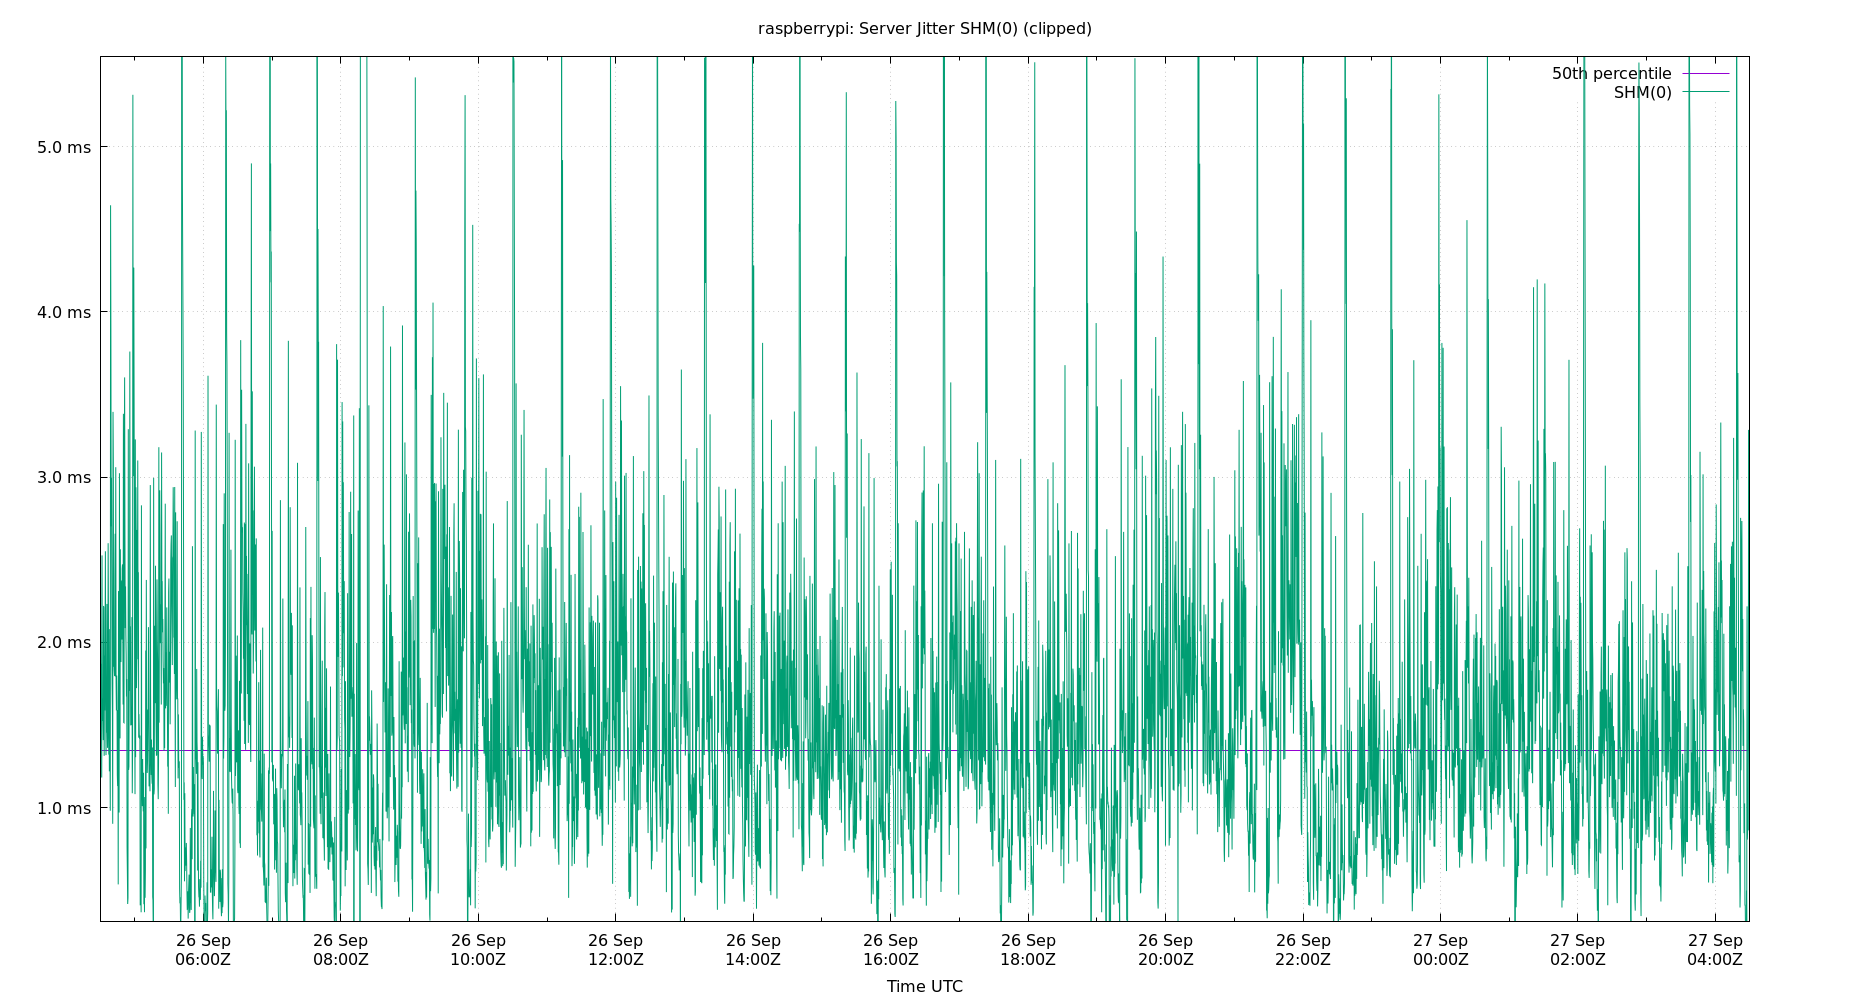 raspberrypi: Server Jitter SHM(0) (clipped)
50th percentile
SHM(0)
5.0 ms
4.0 ms
3.0 ms
2.0 ms
1.0 ms
26 Sep 26 Sep 26 Sep 26 Sep 26 Sep 26 Sep 26 Sep 26 Sep 26 Sep 27 Sep 27 Sep 27 Sep
06:00Z 08:00Z 10:00Z 12:00Z 14:00Z 16:00Z 18:00Z 20:00Z 22:00Z 00:00Z 02:00Z 04:00Z
Time UTC